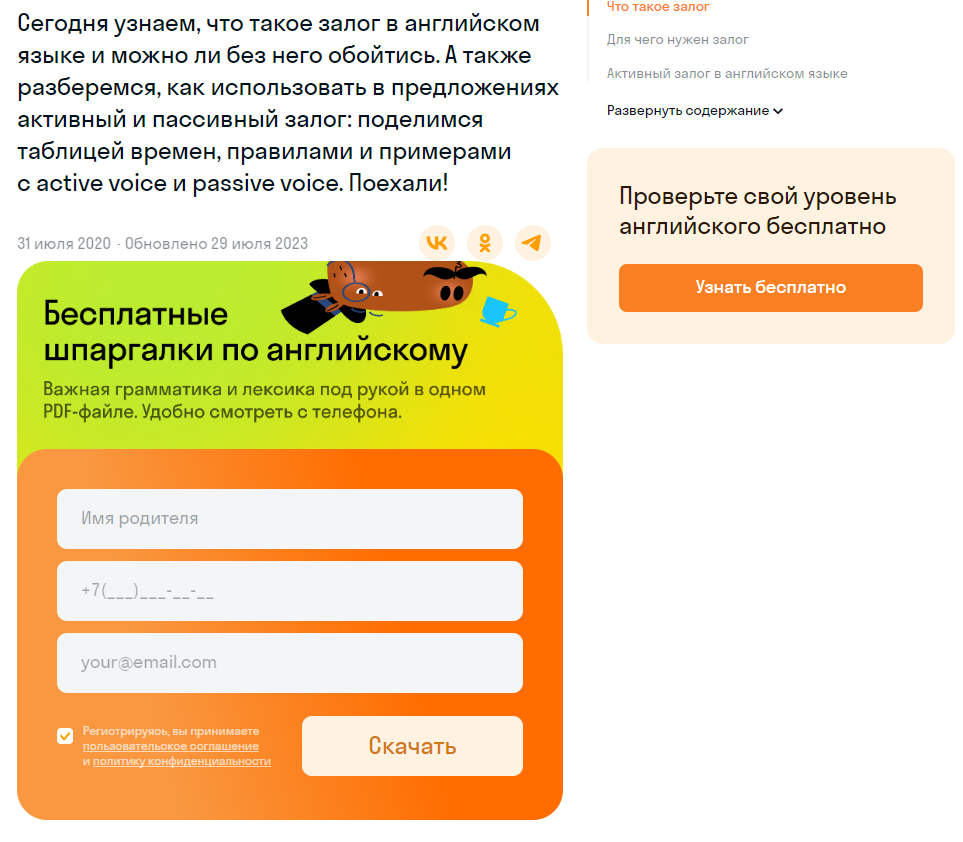 Сегодня узнаем, что такое залог в английском
языке и можно ли без него обойтись. А также
разберемся, как использовать в предложениях
активный и пассивный залог: поделимся
таблицей времен, правилами и примерами
с active voice и passive voice. Поехали!
31 июля 2020 · Обновлено 29 июля 2023
Бесплатные
шпаргалки по английскому
Важная грамматика и лексика под рукой в одном
PDF-файле. Удобно смотреть с телефона.
Имя родителя
+7(___)___-__-__
your@email.com
Регистрируясь, вы принимаете
пользовательское соглашение
и политику конфиденциальности
Скачать
Что такое залог
Для чего нужен залог
Активный залог в английском языке
Развернуть содержание
Проверьте свой уровень
английского бесплатно
Узнать бесплатно